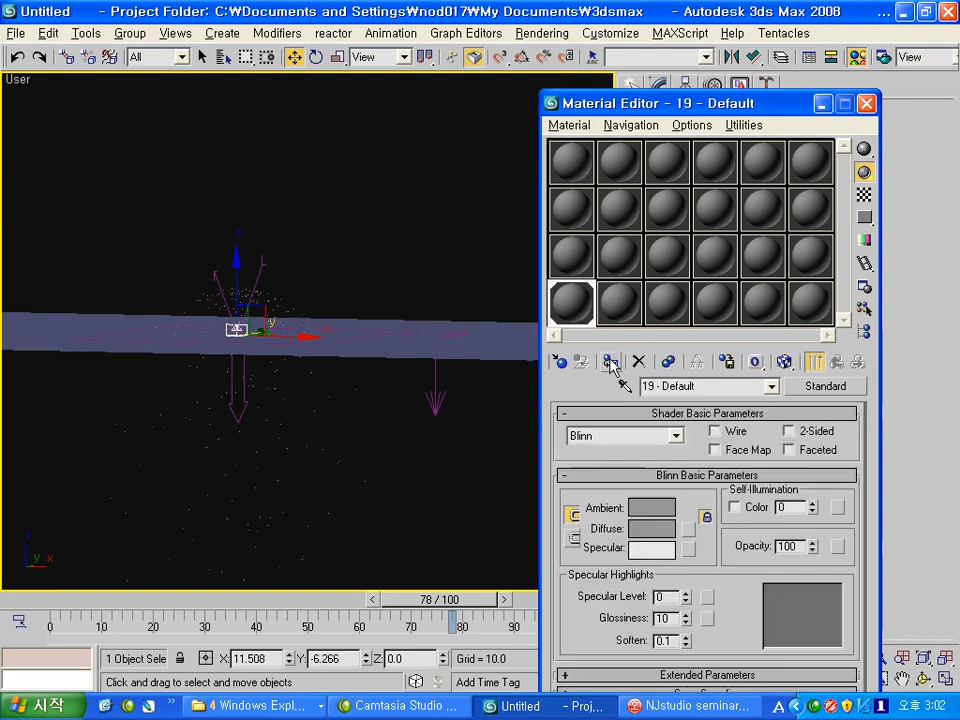 Untitled - Project Folder: C:₩Documents and Settings₩nod017₩My Documents₩3dsmax - Autodesk 3ds Max 2008 ...
File Edit Tools Group Views Create Modifiers reactor Animation Graph Editors Rendering Customize MAXScript Help Tentacles
All View View
User
Material Editor - 19 - Default
Material Navigation Options Utilities
19 - Default Standard
Shader Basic Parameters
Blinn Wire 2-Sided
Face Map Faceted
Blinn Basic Parameters
Self-Illumination
Ambient: Color 0
Diffuse:
Specular: Opacity: 100
Specular Highlights
Specular Level: 0
Glossiness: 10
Soften: 0.1
Extended Parameters
y
x
z
y x
78 / 100
0 10 20 30 40 50 60 70 80 90
1 Object Sele X: 11.508 Y: -6.266 Z: 0.0 Grid = 10.0
Click and drag to select and move objects Add Time Tag
시작 4 Windows Expl... Camtasia Studio ... Untitled - Proj... NJstudio seminar... A 오후 3:02